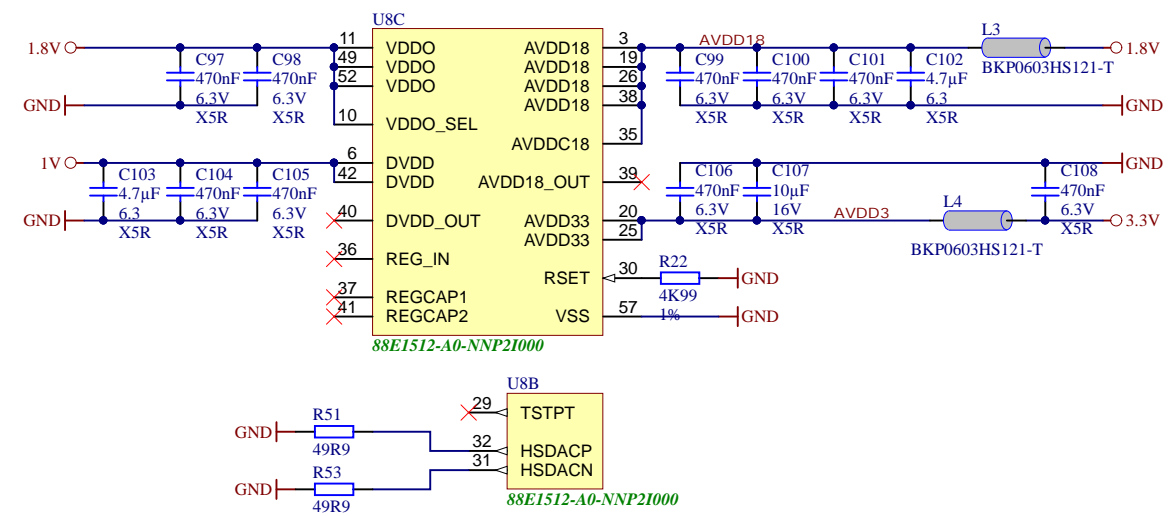 U8C
1.8V
GND
C97
470nF
6.3V
X5R
C98
470nF
6.3V
X5R
11
49
52
10
VDDO
VDDO
VDDO
VDDO_SEL
1V
GND
C103
4.7µF
6.3
X5R
C104
470nF
6.3V
X5R
C105
470nF
6.3V
X5R
6
42
40
36
37
41
DVDD
DVDD
DVDD_OUT
REG_IN
REGCAP1
REGCAP2
AVDD18
AVDD18
AVDD18
AVDD18
AVDDC18
AVDD18_OUT
AVDD33
AVDD33
RSET
VSS
3
19
26
38
35
39
20
25
30
57
AVDD18
C99
470nF
6.3V
X5R
C100
470nF
6.3V
X5R
C101
470nF
6.3V
X5R
C102
4.7µF
6.3
X5R
L3
BKP0603HS121-T
1.8V
GND
C106
470nF
6.3V
X5R
C107
10µF
16V
X5R
AVDD3
L4
BKP0603HS121-T
C108
470nF
6.3V
X5R
GND
3.3V
R22
4K99
1%
GND
GND
88E1512-A0-NNP2I000
U8B
29
32
31
TSTPT
HSDACP
HSDACN
GND
R51
49R9
GND
R53
49R9
88E1512-A0-NNP2I000